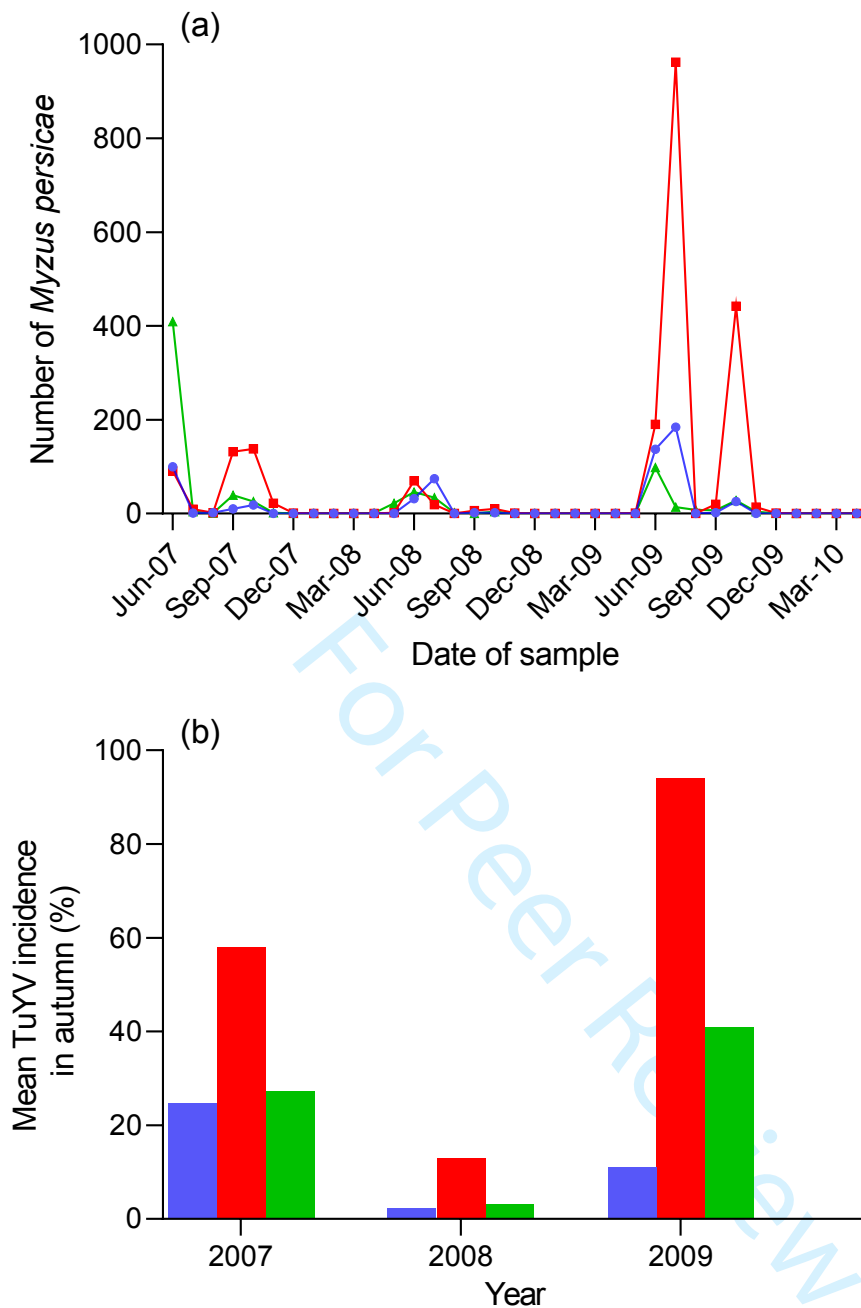 (a)
1000
800
600
400
200
0
Number of Myzus persicae
Jun-07
Sep-07
Dec-07
Mar-08
Jun-08
Sep-08
Dec-08
Mar-09
Jun-09
Sep-09
Dec-09
Mar-10
Date of sample
For Peer Review
(b)
100
80
60
40
20
0
Mean TuYV incidence
in autumn (%)
2007
2008
2009
Year